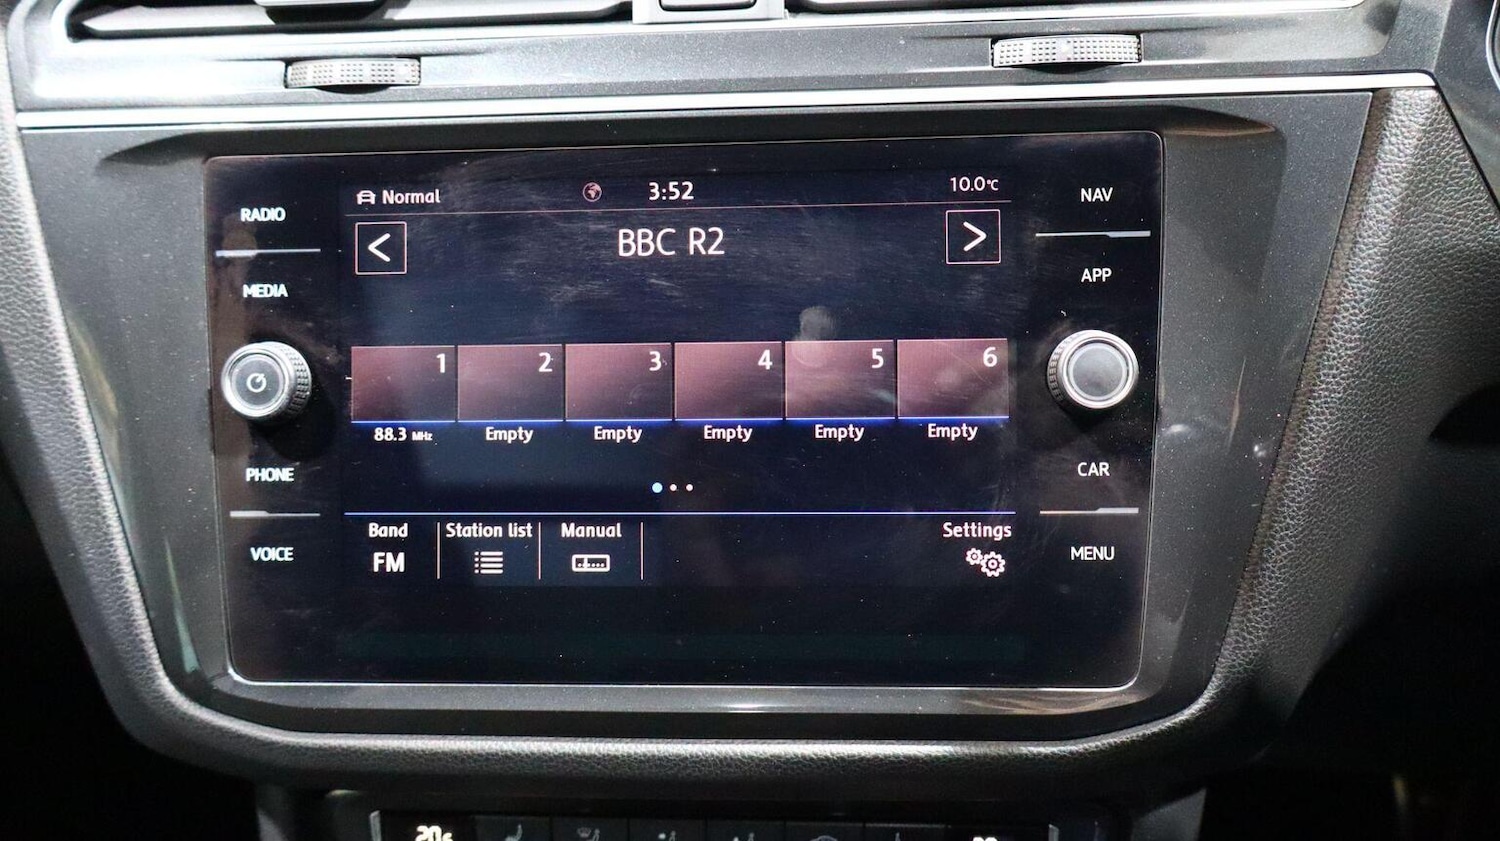 Normal
3:52
10.0°C
RADIO
MEDIA
PHONE
VOICE
<
BBC R2
>
1
2
3
4
5
6
88.3 MHz
Empty
Empty
Empty
Empty
Empty
Band
FM
Station list
Manual
Settings
NAV
APP
CAR
MENU